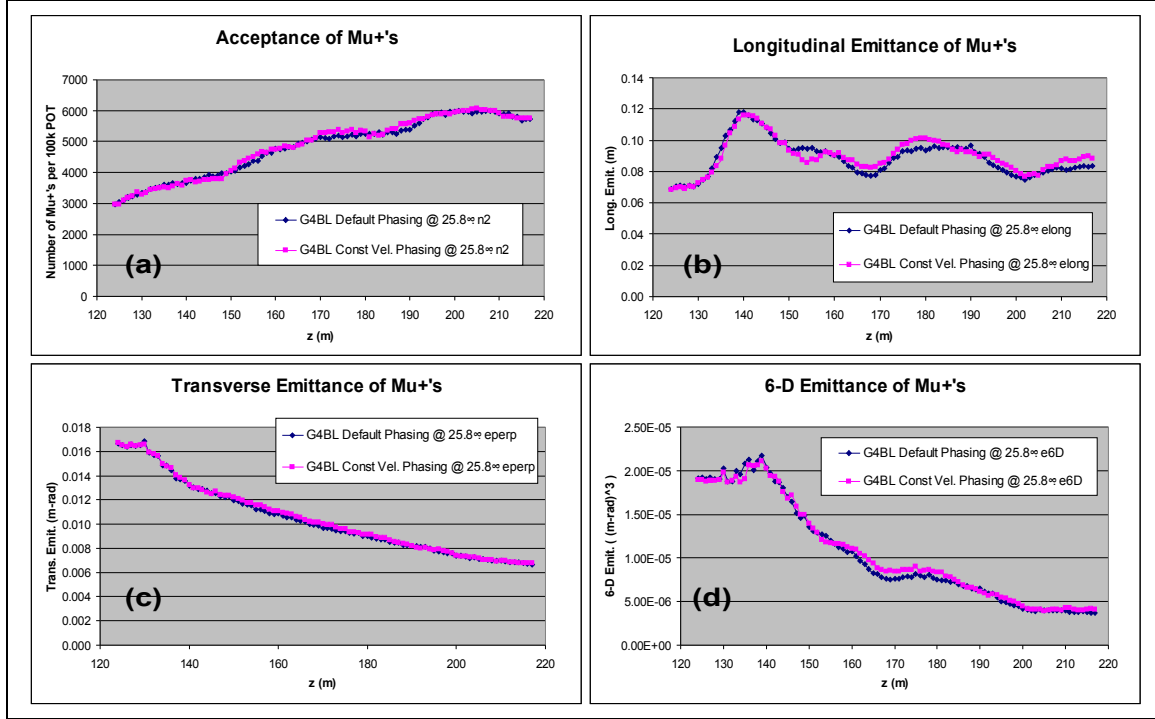 Acceptance of Mu+'s
Number of Mu+'s per 100k POT
7000
6000
5000
4000
3000
2000
1000
0
120 130 140 150 160 170 180 190 200 210 220
z (m)
G4BL Default Phasing @ 25.8∞ n2
G4BL Const Vel. Phasing @ 25.8∞ n2
(a)
Longitudinal Emittance of Mu+'s
Long. Emit. (m)
0.14
0.12
0.10
0.08
0.06
0.04
0.02
0.00
120 130 140 150 160 170 180 190 200 210 220
z (m)
G4BL Default Phasing @ 25.8∞ elong
G4BL Const Vel. Phasing @ 25.8∞ elong
(b)
Transverse Emittance of Mu+'s
Trans. Emit. (m-rad)
0.018
0.016
0.014
0.012
0.010
0.008
0.006
0.004
0.002
0.000
120 140 160 180 200 220
z (m)
G4BL Default Phasing @ 25.8∞ eperp
G4BL Const Vel. Phasing @ 25.8∞ eperp
(c)
6-D Emittance of Mu+'s
6-D Emit. ( (m-rad)^3 )
2.50E-05
2.00E-05
1.50E-05
1.00E-05
5.00E-06
0.00E+00
120 130 140 150 160 170 180 190 200 210 220
z (m)
G4BL Default Phasing @ 25.8∞ e6D
G4BL Const Vel. Phasing @ 25.8∞ e6D
(d)